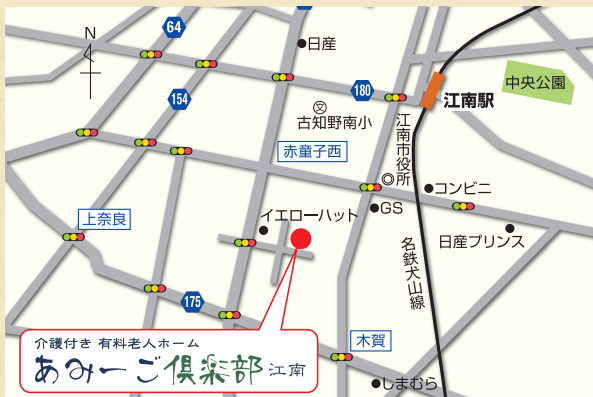 N
64
日産
154
180
江南駅
中央公園
文
古知野南小
赤童子西
江南市役所
コンビニ
GS
上奈良
イエローハット
日産プリンス
名鉄犬山線
175
木賀
介護付き 有料老人ホーム
あみーご倶楽部 江南
しまむら